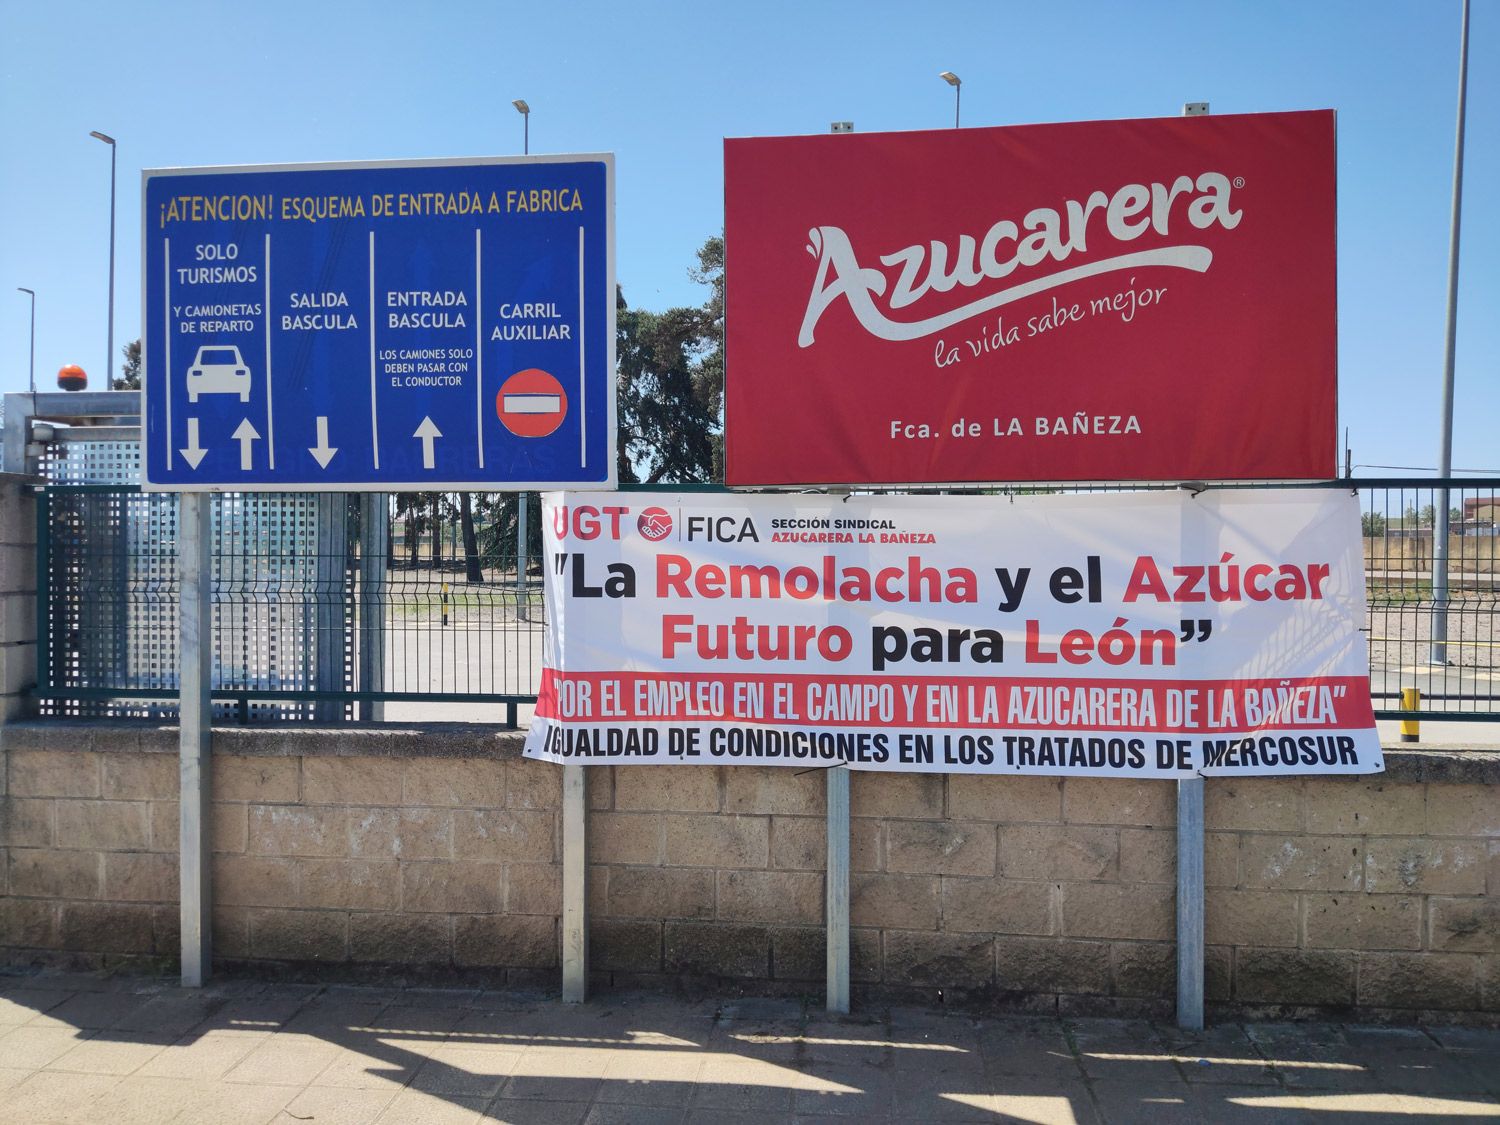 ¡ATENCION! ESQUEMA DE ENTRADA A FABRICA
SOLO
TURISMOS
Y CAMIONETAS
DE REPARTO
SALIDA
BASCULA
ENTRADA
BASCULA
LOS CAMIONES SOLO
DEBEN PASAR CON
EL CONDUCTOR
CARRIL
AUXILIAR
Azucarera®
la vida sabe mejor
Fca. de LA BAÑEZA
UGT FICA
SECCIÓN SINDICAL
AZUCARERA LA BAÑEZA
"La Remolacha y el Azúcar
Futuro para León”
"POR EL EMPLEO EN EL CAMPO Y EN LA AZUCARERA DE LA BAÑEZA"
IGUALDAD DE CONDICIONES EN LOS TRATADOS DE MERCOSUR